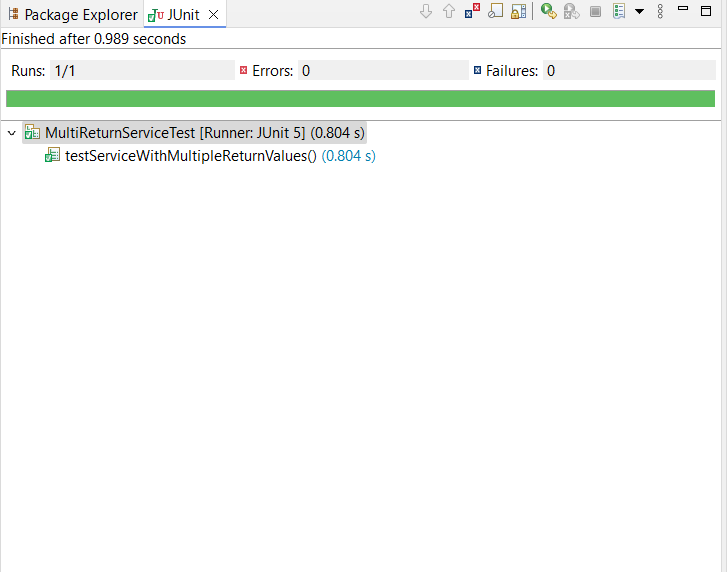 Package Explorer JUnit
Finished after 0.989 seconds
Runs: 1/1 Errors: 0 Failures: 0
MultiReturnServiceTest [Runner: JUnit 5] (0.804 s)
testServiceWithMultipleReturnValues() (0.804 s)